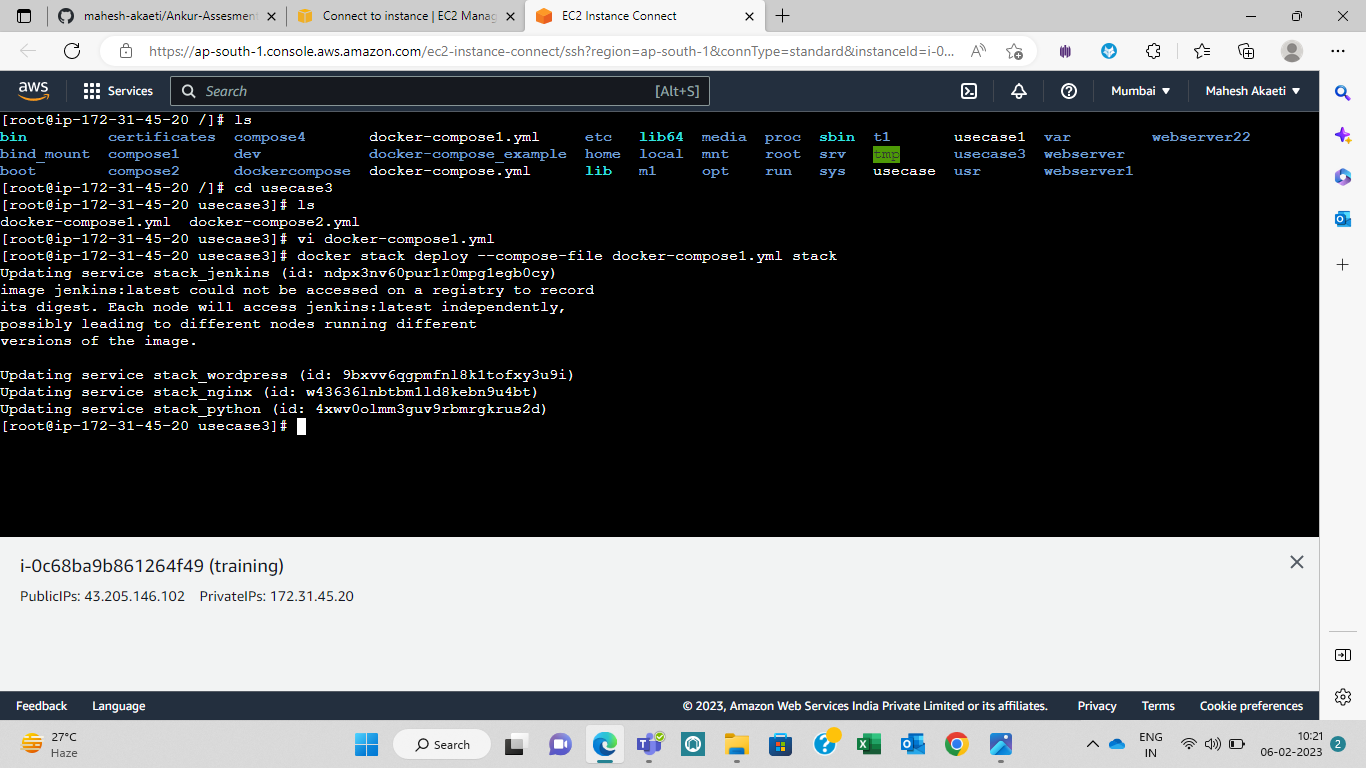 mahesh-akaeti/Ankur-Assesment
Connect to instance | EC2 Manag
EC2 Instance Connect
https://ap-south-1.console.aws.amazon.com/ec2-instance-connect/ssh?region=ap-south-1&connType=standard&instanceId=i-0...
aws
Services
Search
[Alt+S]
Mumbai
Mahesh Akaeti
[root@ip-172-31-45-20 /]# ls
bin certificates compose4 docker-compose1.yml etc lib64 media proc sbin t1 usecase1 var webserver22
bind_mount compose1 dev docker-compose_example home local mnt root srv tmp usecase3 webserver
boot compose2 dockercompose docker-compose.yml lib m1 opt run sys usecase usr webserver1
[root@ip-172-31-45-20 /]# cd usecase3
[root@ip-172-31-45-20 usecase3]# ls
docker-compose1.yml docker-compose2.yml
[root@ip-172-31-45-20 usecase3]# vi docker-compose1.yml
[root@ip-172-31-45-20 usecase3]# docker stack deploy --compose-file docker-compose1.yml stack
Updating service stack_jenkins (id: ndpx3nv60pur1r0mpg1egb0cy)
image jenkins:latest could not be accessed on a registry to record
its digest. Each node will access jenkins:latest independently,
possibly leading to different nodes running different
versions of the image.
Updating service stack_wordpress (id: 9bxvv6qgpmfnl8k1tofxy3u9i)
Updating service stack_nginx (id: w43636lnbtbm1ld8kebn9u4bt)
Updating service stack_python (id: 4xwv0olmm3guv9rbmrgkrus2d)
[root@ip-172-31-45-20 usecase3]#
i-0c68ba9b861264f49 (training)
PublicIPs: 43.205.146.102 PrivateIPs: 172.31.45.20
Feedback
Language
© 2023, Amazon Web Services India Private Limited or its affiliates.
Privacy
Terms
Cookie preferences
27°C
Haze
Search
ENG
IN
10:21
06-02-2023
2